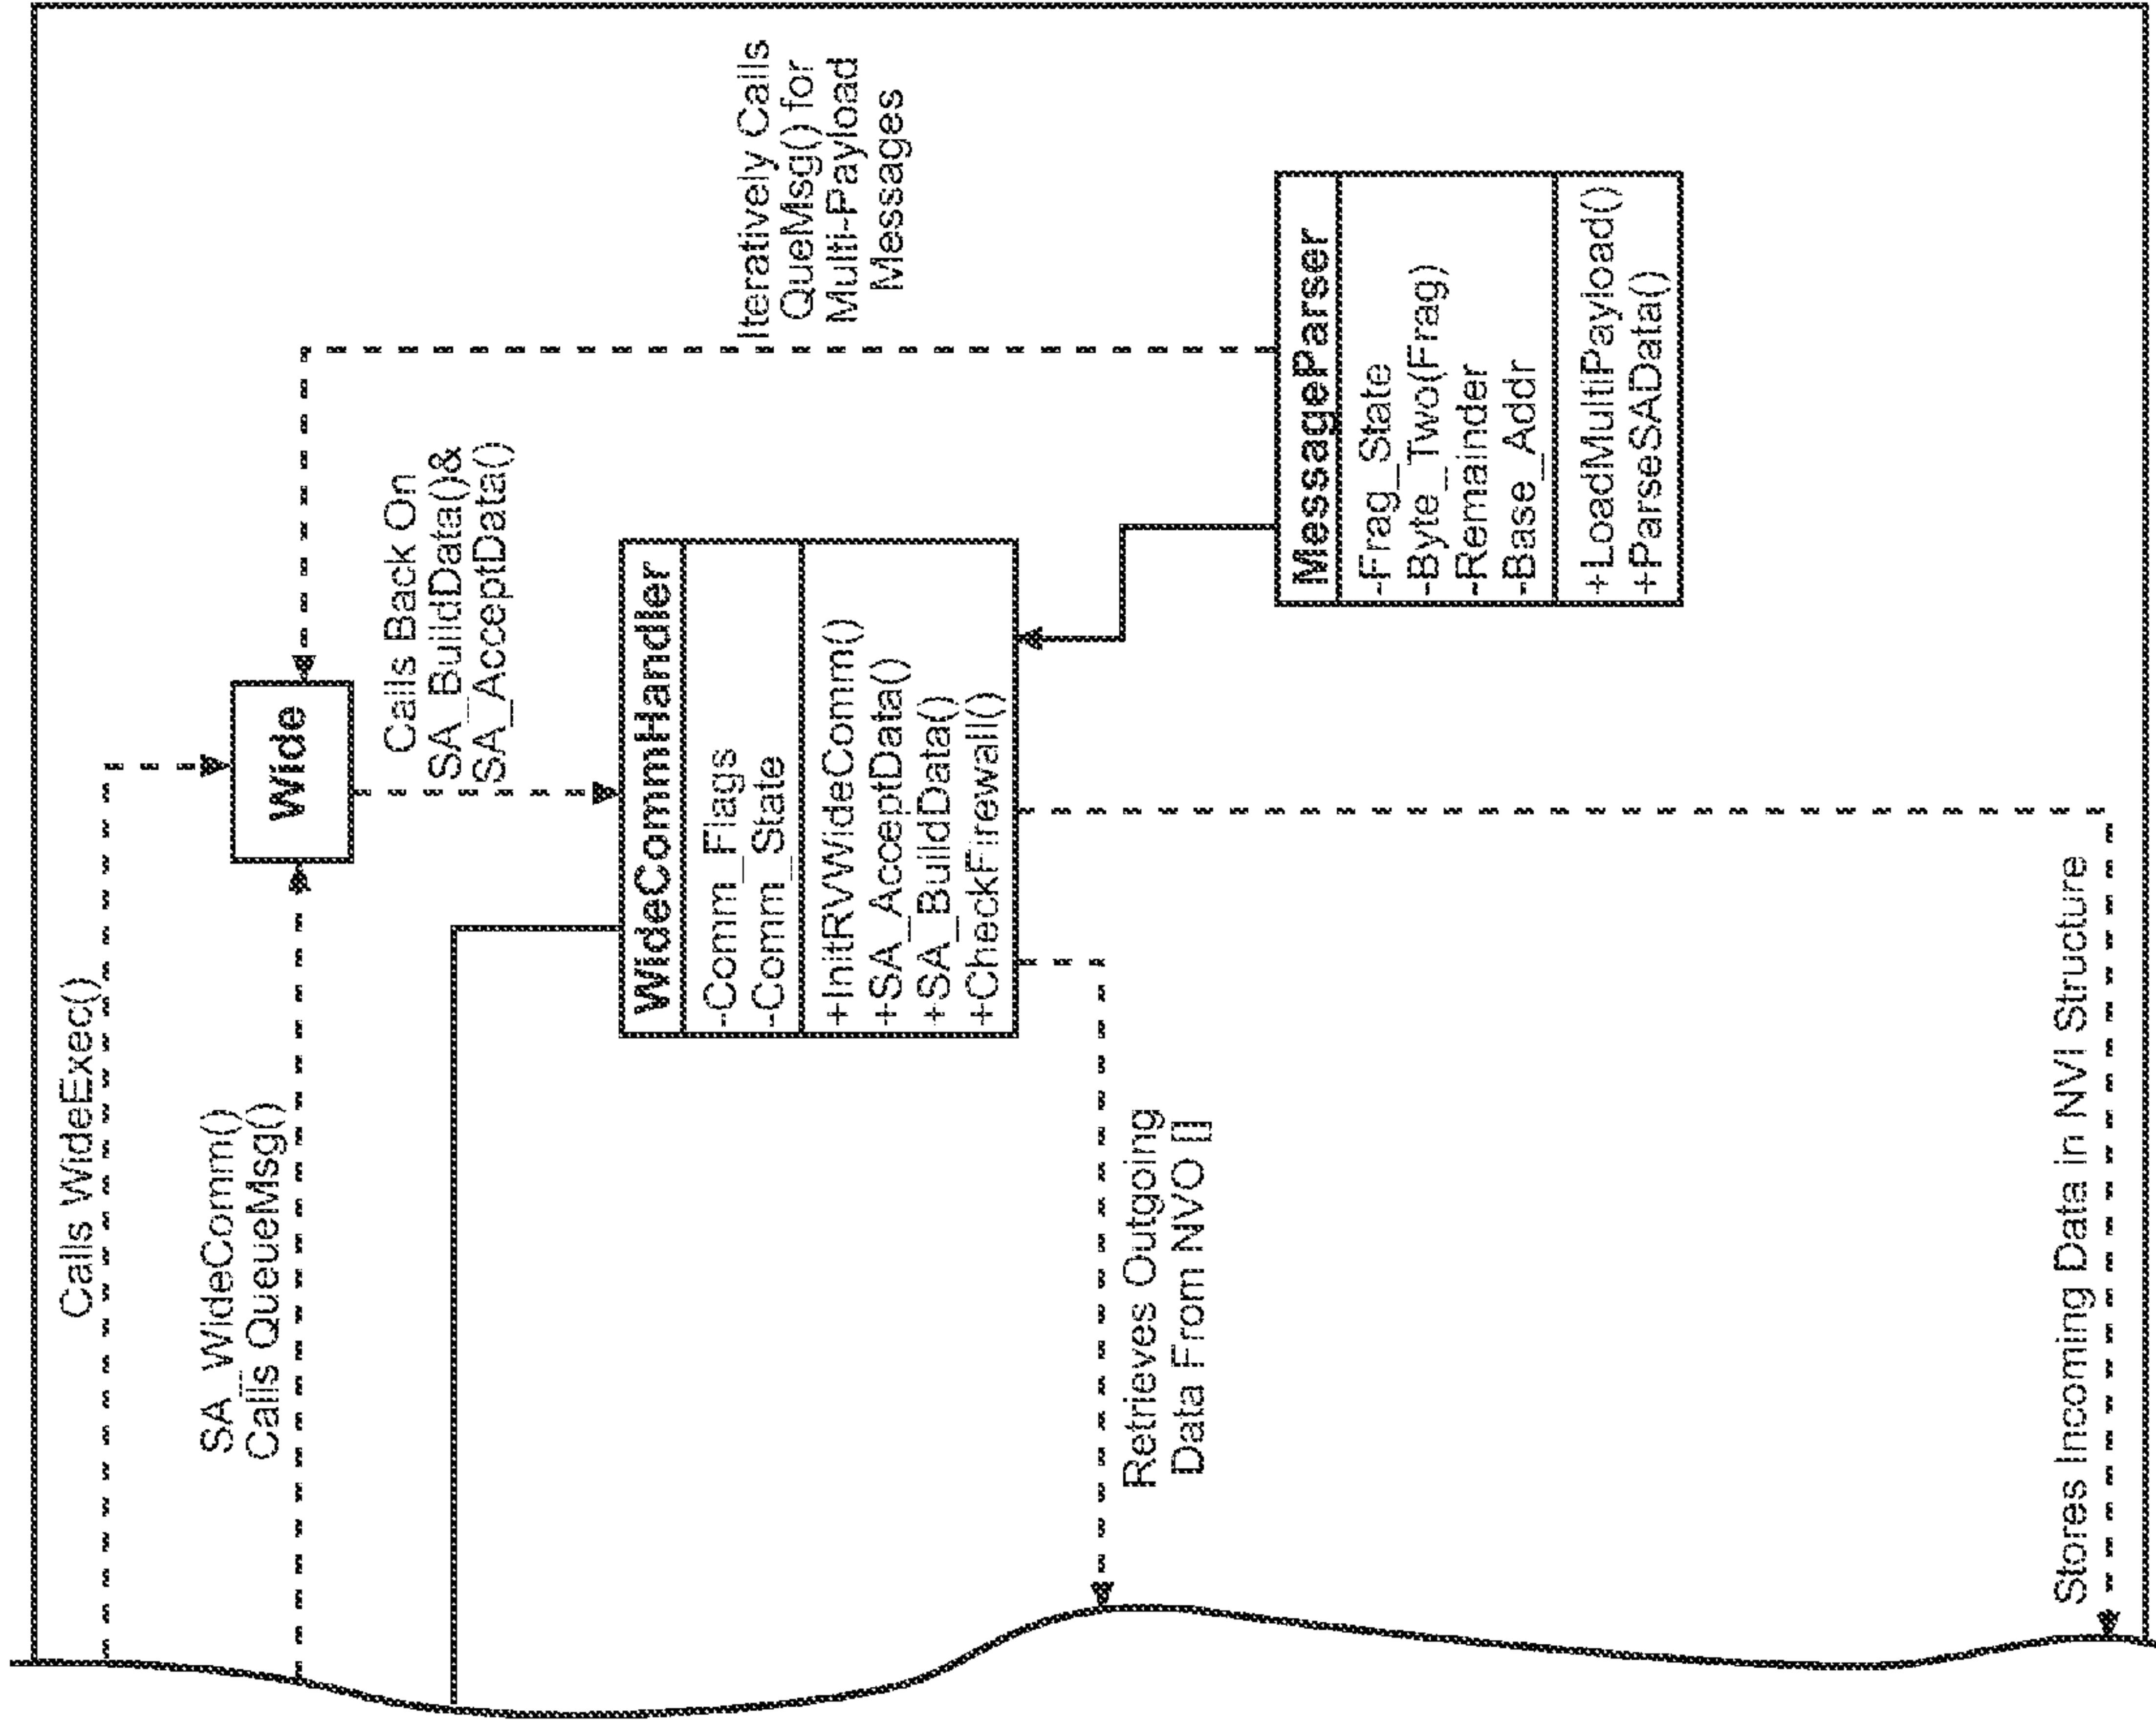 Calls WideExec()
SA_WideComm()
Calls QueueMsg()
Wide
Calls Back On
SA_BuildData()&
SA_AcceptData()
Iteratively Calls
QueMsg() for
Multi-Payload
Messages
WideCommHandler
-Comm_Flags
-Comm_State
+InitRVWideComm()
+SA_AcceptData()
+SA_BuildData()
+CheckFirewall()
Retrieves Outgoing
Data From NVO []
MessageParser
-Frag_State
-Byte_Two(Frag)
-Remainder
-Base_Addr
+LoadMultiPayload()
+ParseSAData()
Stores Incoming Data in NVI Structure